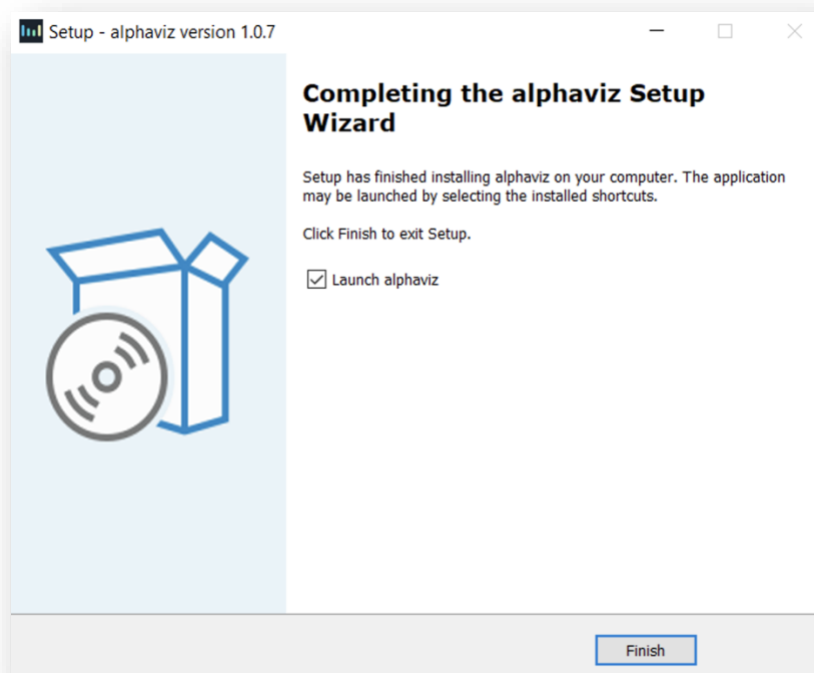 Setup - alphaviz version 1.0.7
Completing the alphaviz Setup
Wizard
Setup has finished installing alphaviz on your computer. The application
may be launched by selecting the installed shortcuts.
Click Finish to exit Setup.
Launch alphaviz
Finish